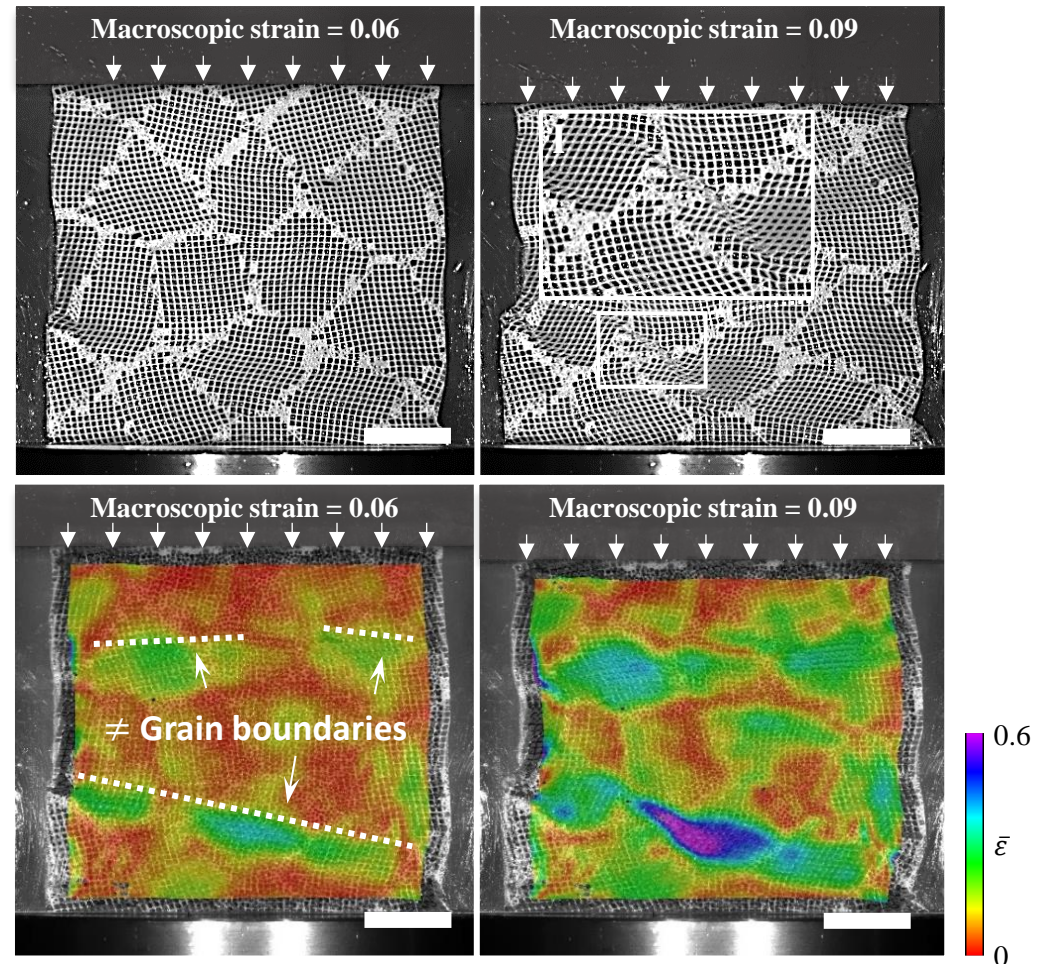 Macroscopic strain = 0.06
Macroscopic strain = 0.09
I
Macroscopic strain = 0.06
Macroscopic strain = 0.09
≠ Grain boundaries
0.6
ε̄
0